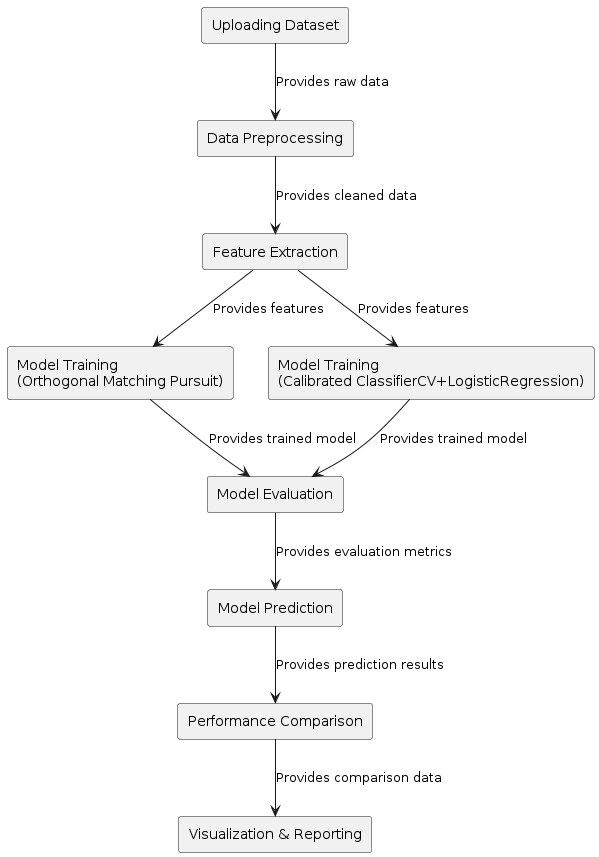 Uploading Dataset
Provides raw data
Data Preprocessing
Provides cleaned data
Feature Extraction
Provides features
Provides features
Model Training
(Orthogonal Matching Pursuit)
Model Training
(Calibrated ClassifierCV+LogisticRegression)
Provides trained model
Provides trained model
Model Evaluation
Provides evaluation metrics
Model Prediction
Provides prediction results
Performance Comparison
Provides comparison data
Visualization & Reporting